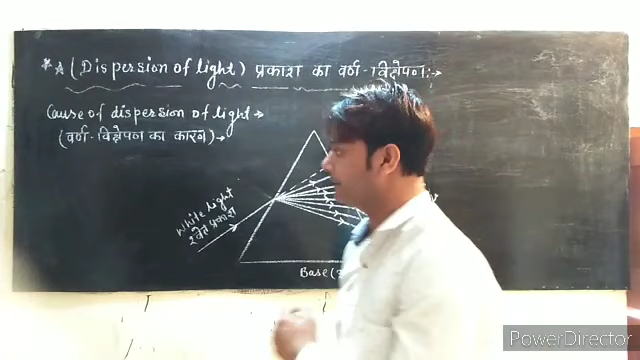 * A (Dispersion of light) प्रकाश का वर्ण-विक्षेपण :→
Cause of dispersion of light →
(वर्ण-विक्षेपण का कारण) →
White light
श्वेत प्रकाश
Base
PowerDirector